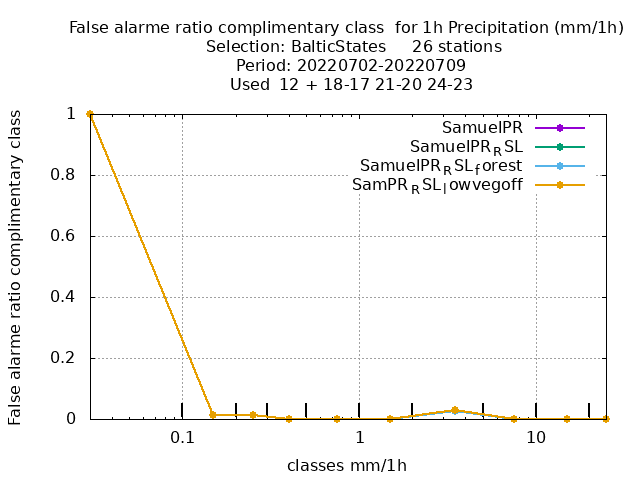 False alarme ratio complimentary class  for 1h Precipitation (mm/1h)
Selection: BalticStates     26 stations
Period: 20220702-20220709
Used  12 + 18-17 21-20 24-23
False alarme ratio complimentary class
1
0.8
0.6
0.4
0.2
0
SamuelPR
SamuelPR_RSL
SamuelPR_RSL_forest
SamPR_RSL_lowvegoff
0.1
1
10
classes mm/1h